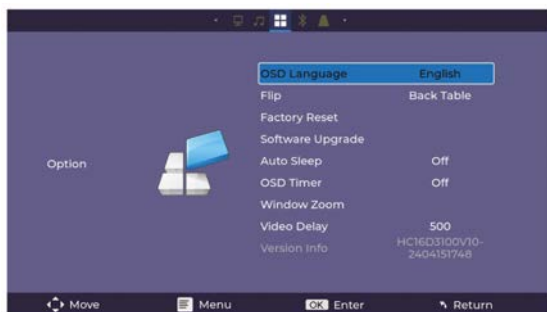 OSD Language English
Flip Back Table
Factory Reset
Software Upgrade
Option
Auto Sleep Off
OSD Timer Off
Window Zoom
Video Delay 500
Version Info HC16D3100V10-
2404151748
Move Menu OK Enter Return